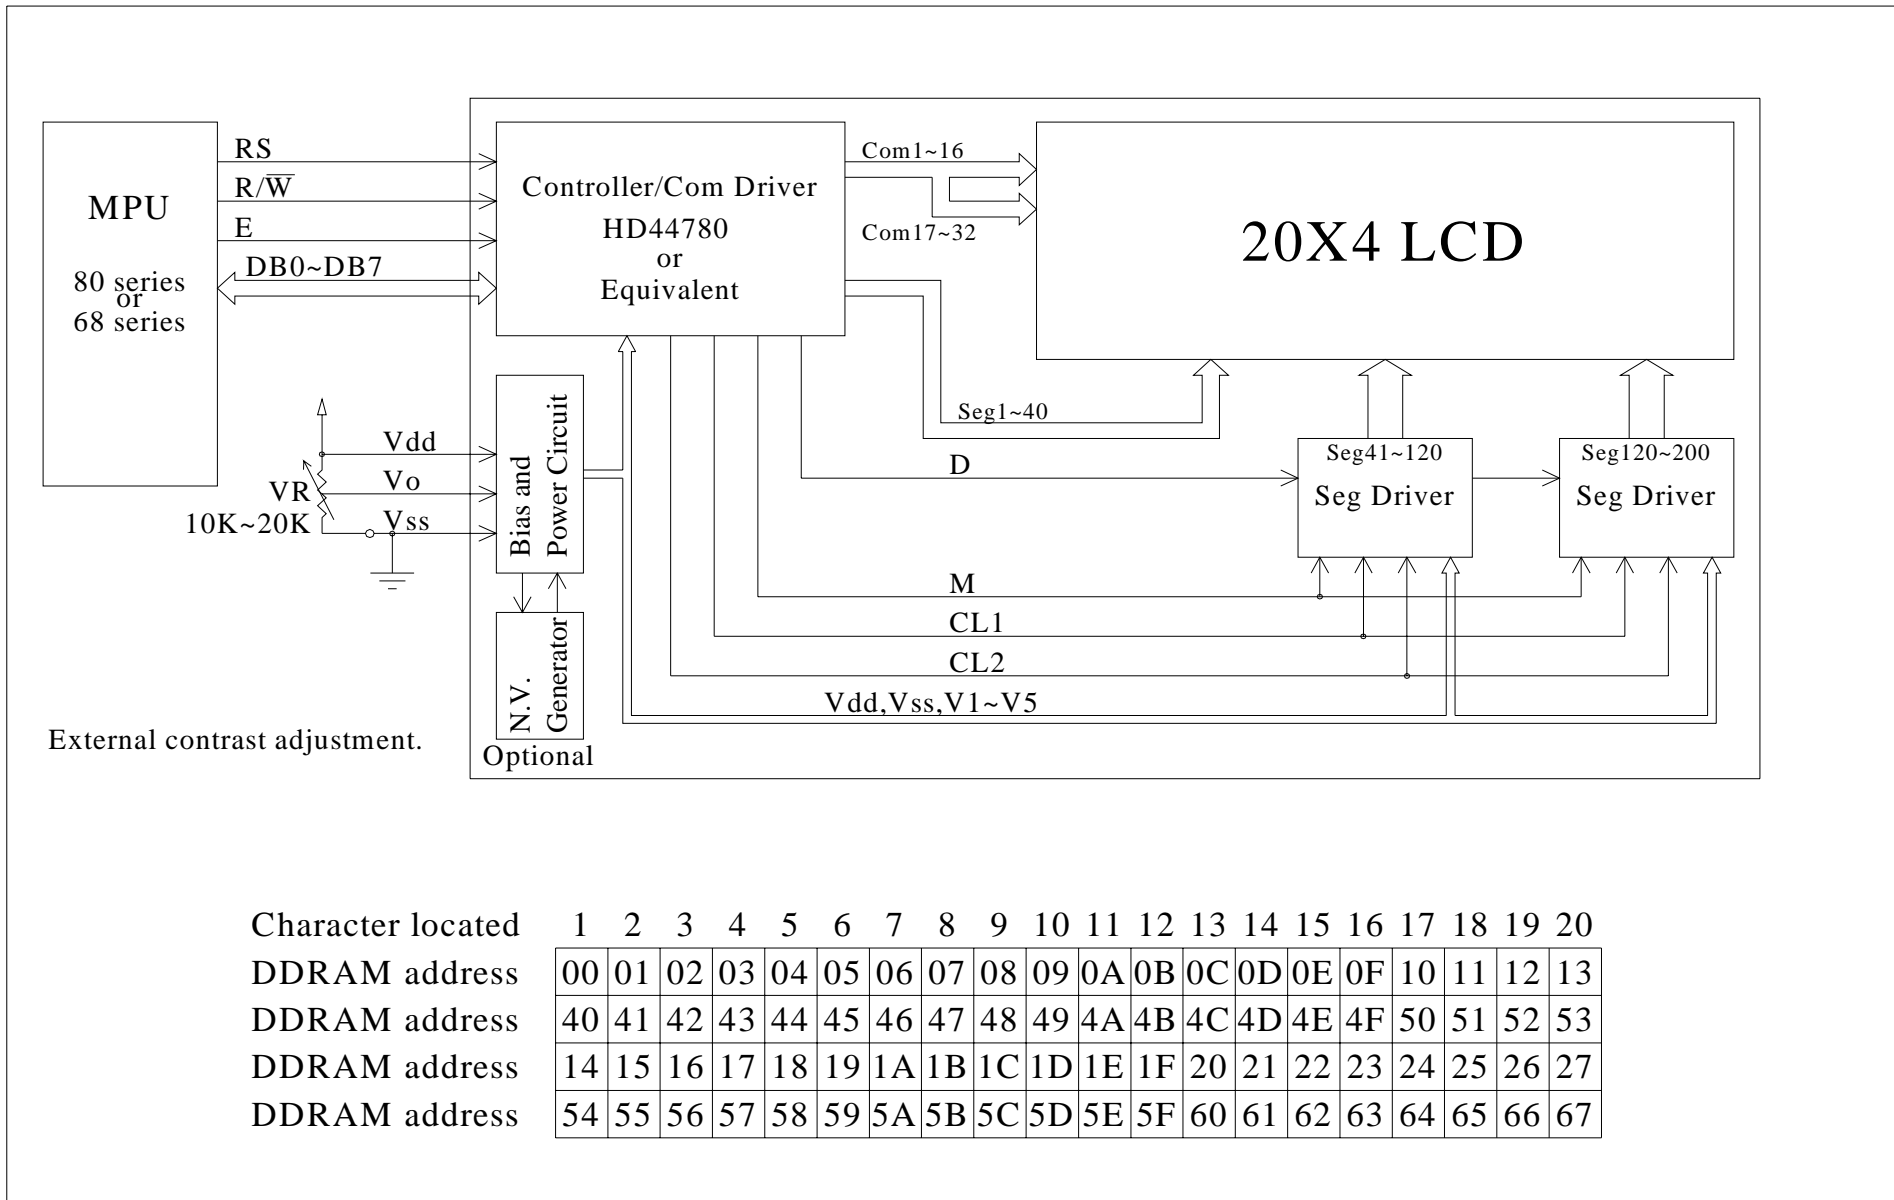 MPU
80 series
or
68 series
RS
R/W̅
E
DB0~DB7
Controller/Com Driver
HD44780
or
Equivalent
Com1~16
Com17~32
20X4 LCD
Seg1~40
D
Seg41~120
Seg Driver
Seg120~200
Seg Driver
Vdd
Vo
Vss
VR
10K~20K
Bias and
Power Circuit
N.V.
Generator
Optional
M
CL1
CL2
Vdd,Vss,V1~V5
External contrast adjustment.
Character located 1 2 3 4 5 6 7 8 9 10 11 12 13 14 15 16 17 18 19 20
DDRAM address 00 01 02 03 04 05 06 07 08 09 0A 0B 0C 0D 0E 0F 10 11 12 13
DDRAM address 40 41 42 43 44 45 46 47 48 49 4A 4B 4C 4D 4E 4F 50 51 52 53
DDRAM address 14 15 16 17 18 19 1A 1B 1C 1D 1E 1F 20 21 22 23 24 25 26 27
DDRAM address 54 55 56 57 58 59 5A 5B 5C 5D 5E 5F 60 61 62 63 64 65 66 67